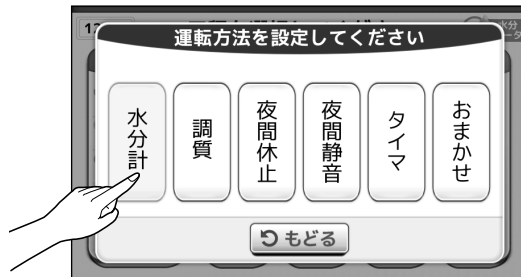 運転方法を設定してください
水分計
調質
夜間休止
夜間静音
タイマ
おまかせ
もどる